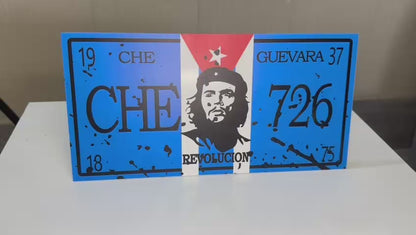 19 CHE GUEVARA 37
CHE 726
REVOLUCION
18 75